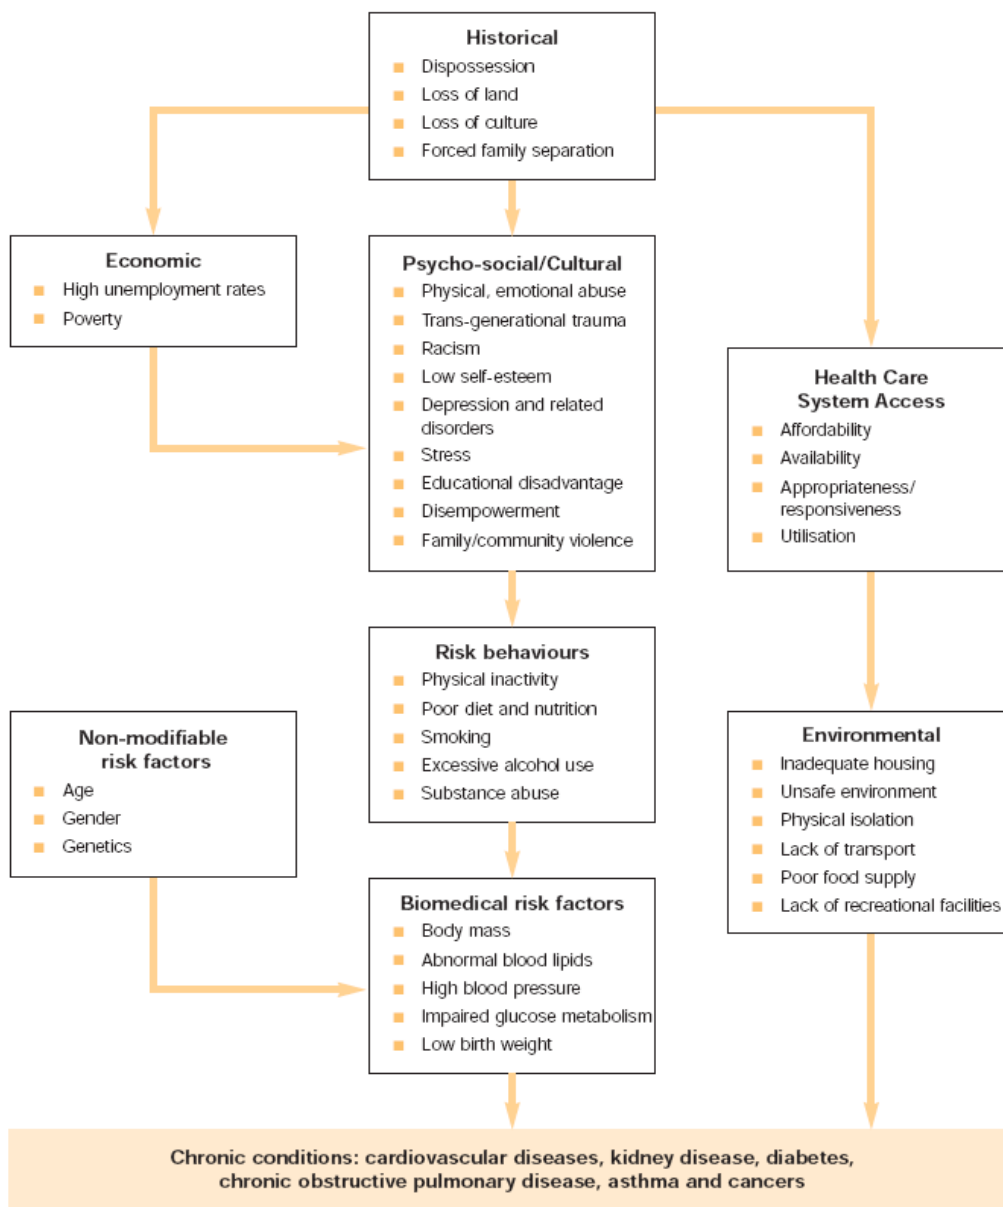 Historical
Dispossession
Loss of land
Loss of culture
Forced family separation
Economic
High unemployment rates
Poverty
Psycho-social/Cultural
Physical, emotional abuse
Trans-generational trauma
Racism
Low self-esteem
Depression and related
disorders
Stress
Educational disadvantage
Disempowerment
Family/community violence
Health Care
System Access
Affordability
Availability
Appropriateness/
responsiveness
Utilisation
Risk behaviours
Physical inactivity
Poor diet and nutrition
Smoking
Excessive alcohol use
Substance abuse
Non-modifiable
risk factors
Age
Gender
Genetics
Environmental
Inadequate housing
Unsafe environment
Physical isolation
Lack of transport
Poor food supply
Lack of recreational facilities
Biomedical risk factors
Body mass
Abnormal blood lipids
High blood pressure
Impaired glucose metabolism
Low birth weight
Chronic conditions: cardiovascular diseases, kidney disease, diabetes,
chronic obstructive pulmonary disease, asthma and cancers